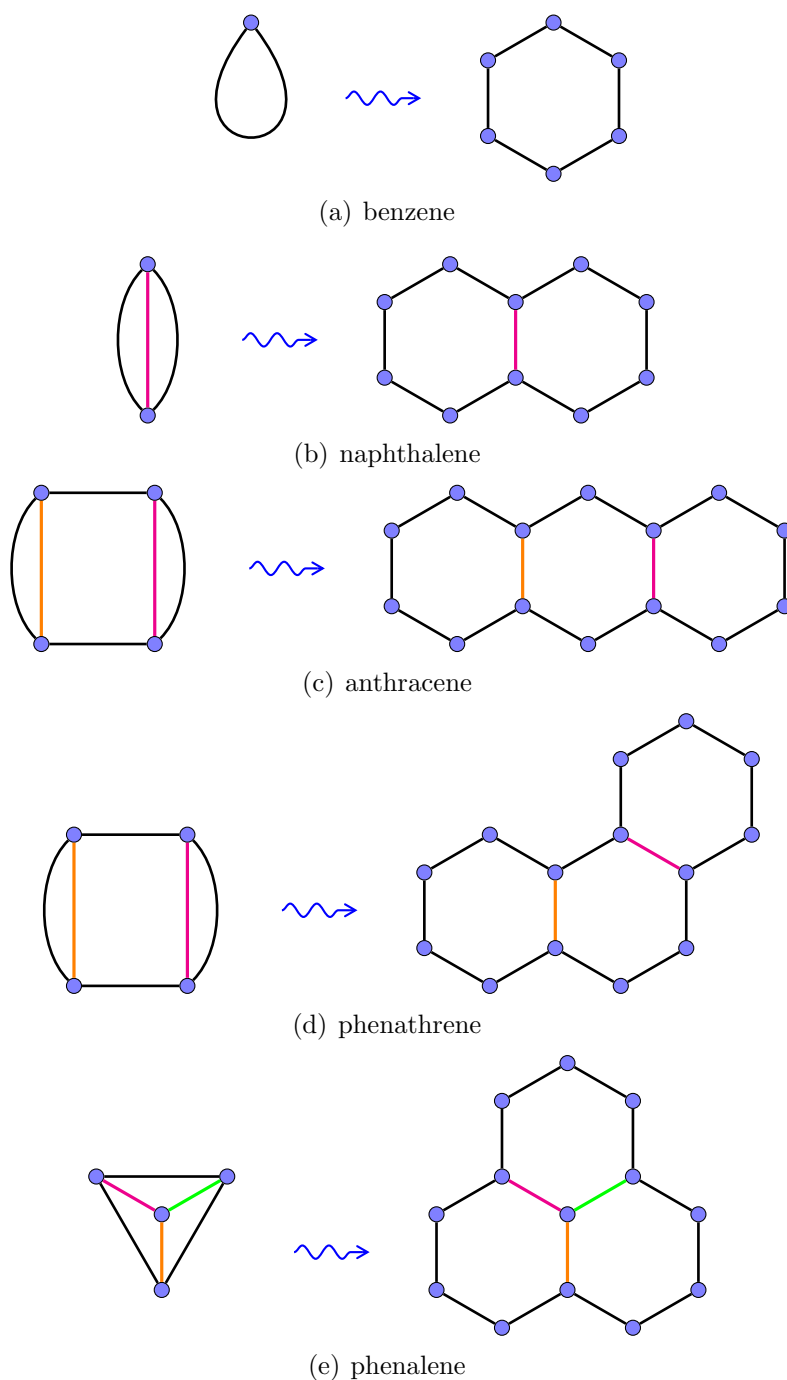 (a) benzene
(b) naphthalene
(c) anthracene
(d) phenathrene
(e) phenalene